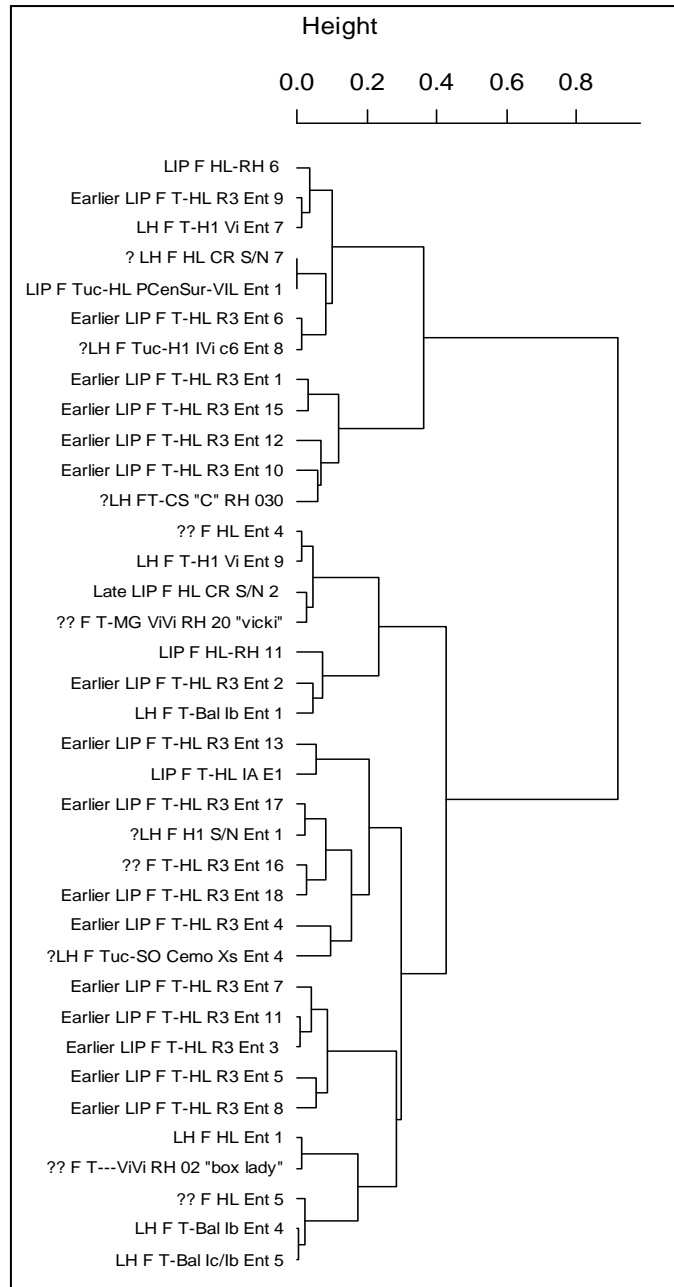 Height
0.0 0.2 0.4 0.6 0.8
LIP F HL-RH 6
Earlier LIP F T-HL R3 Ent 9
LH F T-H1 Vi Ent 7
? LH F HL CR S/N 7
LIP F Tuc-HL PCenSur-VIL Ent 1
Earlier LIP F T-HL R3 Ent 6
?LH F Tuc-H1 IVi c6 Ent 8
Earlier LIP F T-HL R3 Ent 1
Earlier LIP F T-HL R3 Ent 15
Earlier LIP F T-HL R3 Ent 12
Earlier LIP F T-HL R3 Ent 10
?LH FT-CS "C" RH 030
?? F HL Ent 4
LH F T-H1 Vi Ent 9
Late LIP F HL CR S/N 2
?? F T-MG ViVi RH 20 "vicki"
LIP F HL-RH 11
Earlier LIP F T-HL R3 Ent 2
LH F T-Bal Ib Ent 1
Earlier LIP F T-HL R3 Ent 13
LIP F T-HL IA E1
Earlier LIP F T-HL R3 Ent 17
?LH F H1 S/N Ent 1
?? F T-HL R3 Ent 16
Earlier LIP F T-HL R3 Ent 18
Earlier LIP F T-HL R3 Ent 4
?LH F Tuc-SO Cemo Xs Ent 4
Earlier LIP F T-HL R3 Ent 7
Earlier LIP F T-HL R3 Ent 11
Earlier LIP F T-HL R3 Ent 3
Earlier LIP F T-HL R3 Ent 5
Earlier LIP F T-HL R3 Ent 8
LH F HL Ent 1
?? F T---ViVi RH 02 "box lady"
?? F HL Ent 5
LH F T-Bal Ib Ent 4
LH F T-Bal Ic/Ib Ent 5